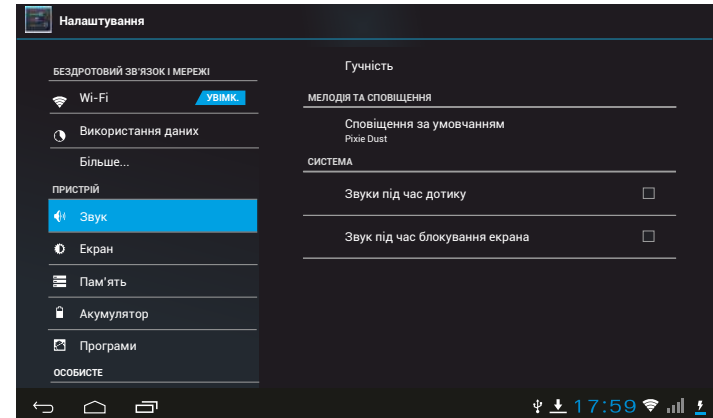 Налаштування
БЕЗДРОТОВИЙ ЗВ'ЯЗОК І МЕРЕЖІ
Wi-Fi
УВІМК.
Використання даних
Більше...
ПРИСТРІЙ
Звук
Екран
Пам'ять
Акумулятор
Програми
ОСОБИСТЕ
Гучність
МЕЛОДІЯ ТА СПОВІЩЕННЯ
Сповіщення за умовчанням
Pixie Dust
СИСТЕМА
Звуки під час дотику
Звук під час блокування екрана
17:59